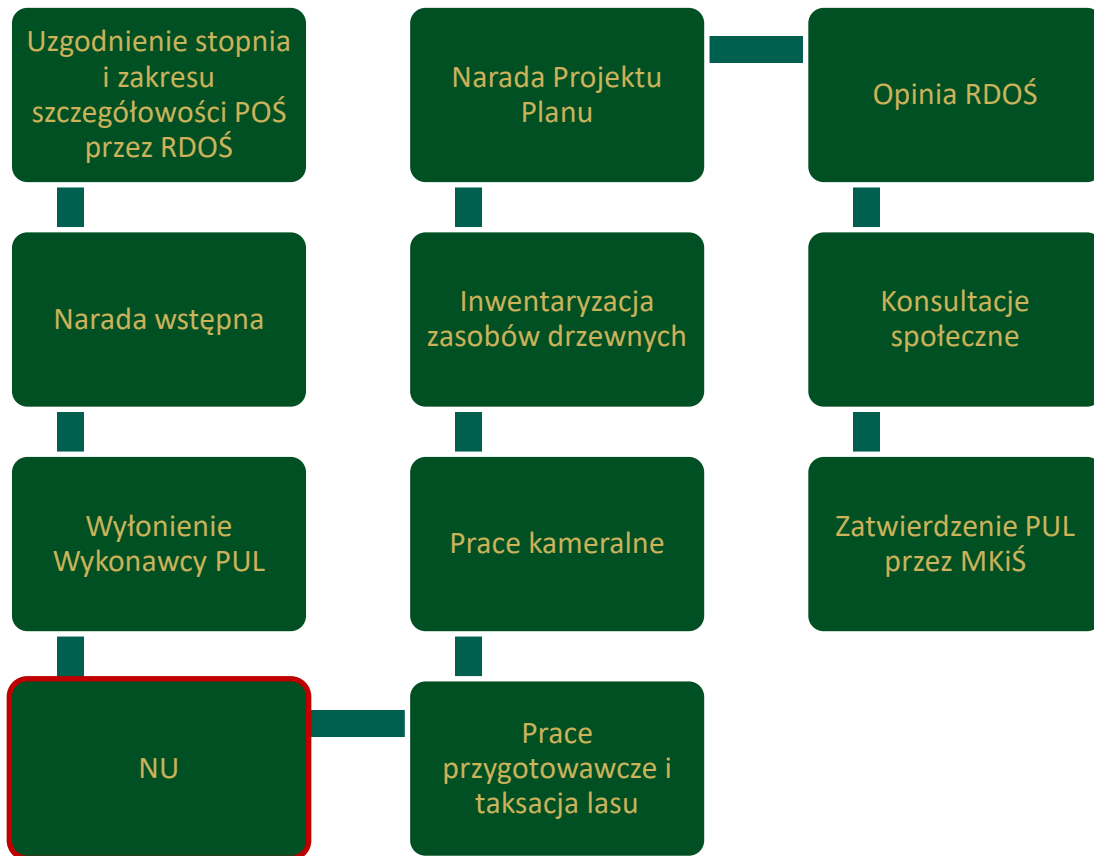 Uzgodnienie stopnia
i zakresu
szczegółowości POŚ
przez RDOŚ
Narada wstępna
Wyłonienie
Wykonawcy PUL
NU
Prace
przygotowawcze i
taksacja lasu
Prace kameralne
Inwentaryzacja
zasobów drzewnych
Narada Projektu
Planu
Opinia RDOŚ
Konsultacje
społeczne
Zatwierdzenie PUL
przez MKiŚ